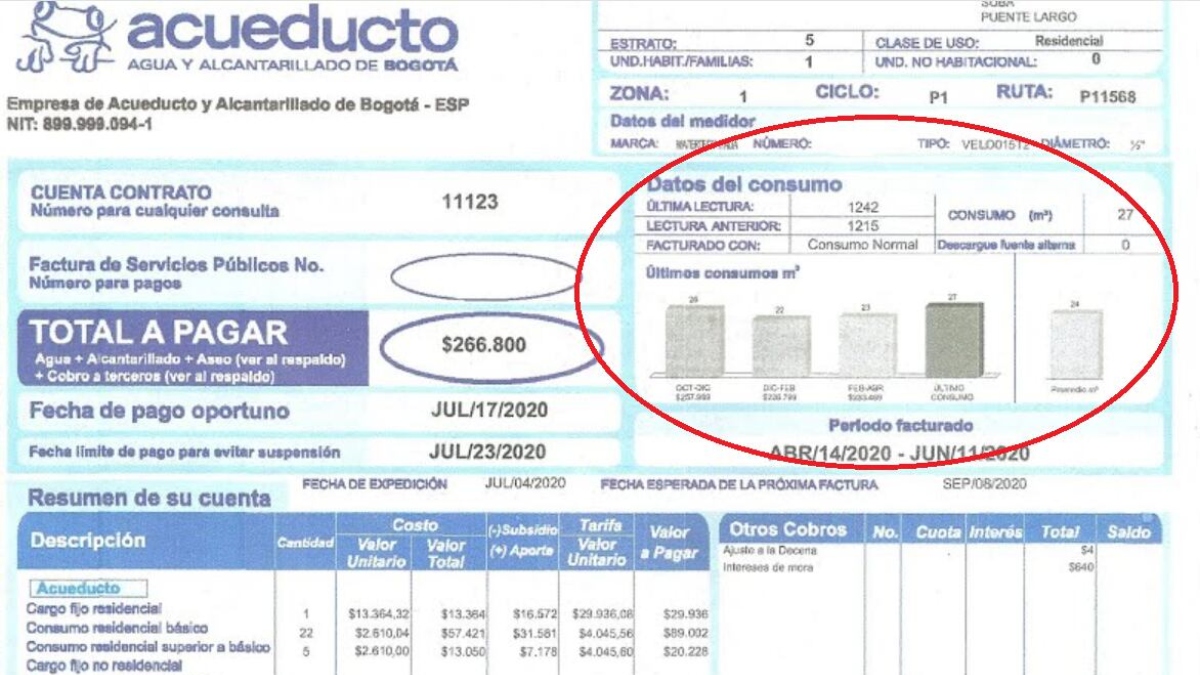 acueducto
AGUA Y ALCANTARILLADO DE BOGOTÁ
Empresa de Acueducto y Alcantarillado de Bogotá - ESP
NIT: 899.999.094-1
SUBA
PUENTE LARGO
ESTRATO: 5 CLASE DE USO: Residencial
UND.HABIT./FAMILIAS: 1 UND. NO HABITACIONAL: 0
ZONA: 1 CICLO: P1 RUTA: P11568
Datos del medidor
MARCA: NÚMERO: TIPO: DIÁMETRO: ½"
CUENTA CONTRATO 11123
Número para cualquier consulta
Factura de Servicios Públicos No.
Número para pagos
TOTAL A PAGAR $266.800
Agua + Alcantarillado + Aseo (ver al respaldo)
+ Cobro a terceros (ver al respaldo)
Fecha de pago oportuno JUL/17/2020
Fecha límite de pago para evitar suspensión JUL/23/2020
Datos del consumo
ÚLTIMA LECTURA: 1242 CONSUMO (m³) 27
LECTURA ANTERIOR: 1215
FACTURADO CON: Consumo Normal Descargue fuente alterna 0
Últimos consumos m³
26 22 23 27 24
OCT-DIC DIC-FEB FEB-ABR ÚLTIMO Promedio m³
CONSUMO
Periodo facturado
ABR/14/2020 - JUN/11/2020
FECHA DE EXPEDICIÓN JUL/04/2020 FECHA ESPERADA DE LA PRÓXIMA FACTURA SEP/08/2020
Resumen de su cuenta
Descripción Cantidad Costo (-)Subsidio Tarifa Valor
Valor Unitario Valor Total (+) Aporte Valor Unitario a Pagar
Acueducto
Cargo fijo residencial 1 $13.364,32 $13.364 $16.572 $29.936,08 $29.936
Consumo residencial básico 22 $2.610,04 $57.421 $31.581 $4.045,56 $89.002
Consumo residencial superior a básico 5 $2.610,00 $13.050 $7.178 $4.045,60 $20.228
Cargo fijo no residencial
Otros Cobros No. Cuota Interés Total Saldo
Ajuste a la Decena $4
Intereses de mora $640